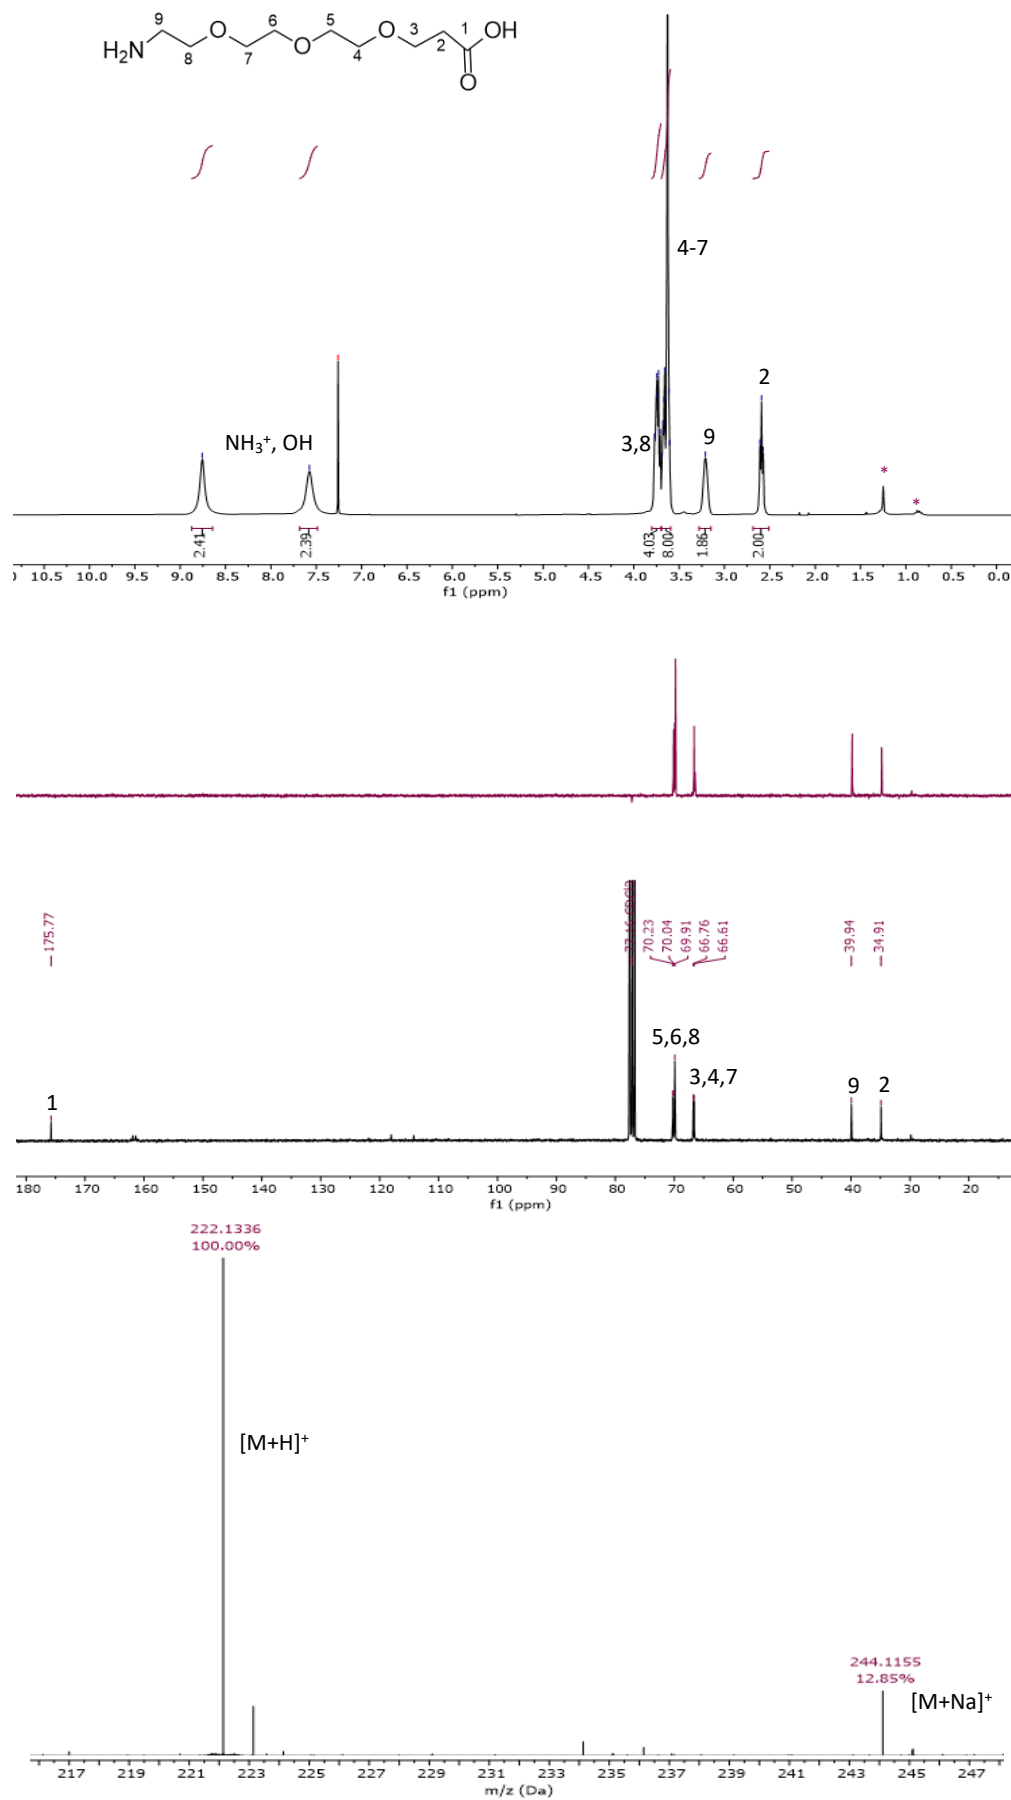 9 6 5 3 1 OH
O O O
H₂N 8 7 4 2
O
4-7
2
NH₃⁺, OH 3,8 9
* *
2.41 2.39 4.03 8.00 1.86 2.00
0 10.5 10.0 9.5 9.0 8.5 8.0 7.5 7.0 6.5 6.0 5.5 5.0 4.5 4.0 3.5 3.0 2.5 2.0 1.5 1.0 0.5 0.0
f1 (ppm)
175.77 70.23 70.04 69.91 66.76 66.61 39.94 34.91
5,6,8
1 3,4,7 9 2
180 170 160 150 140 130 120 110 100 90 80 70 60 50 40 30 20
f1 (ppm)
222.1336
100.00%
[M+H]⁺
244.1155
12.85%
[M+Na]⁺
217 219 221 223 225 227 229 231 233 235 237 239 241 243 245 247
m/z (Da)